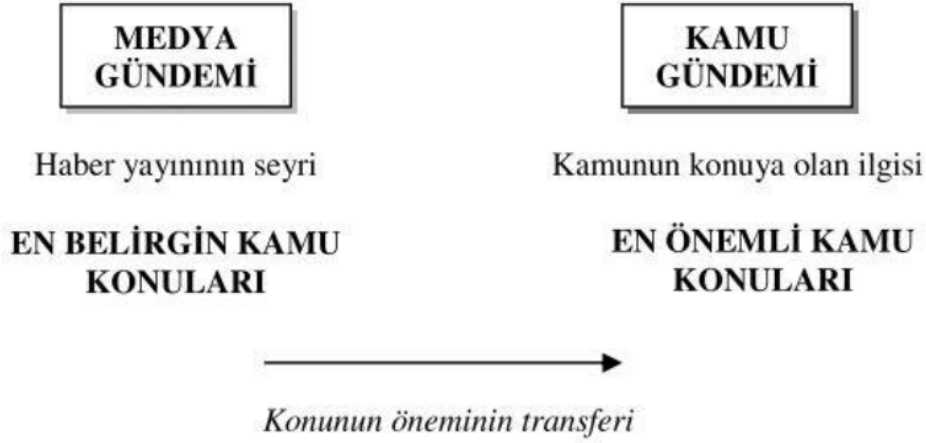 MEDYA
GÜNDEMİ
KAMU
GÜNDEMİ
Haber yayınının seyri
Kamunun konuya olan ilgisi
EN BELİRGİN KAMU
KONULARI
EN ÖNEMLİ KAMU
KONULARI
Konunun öneminin transferi